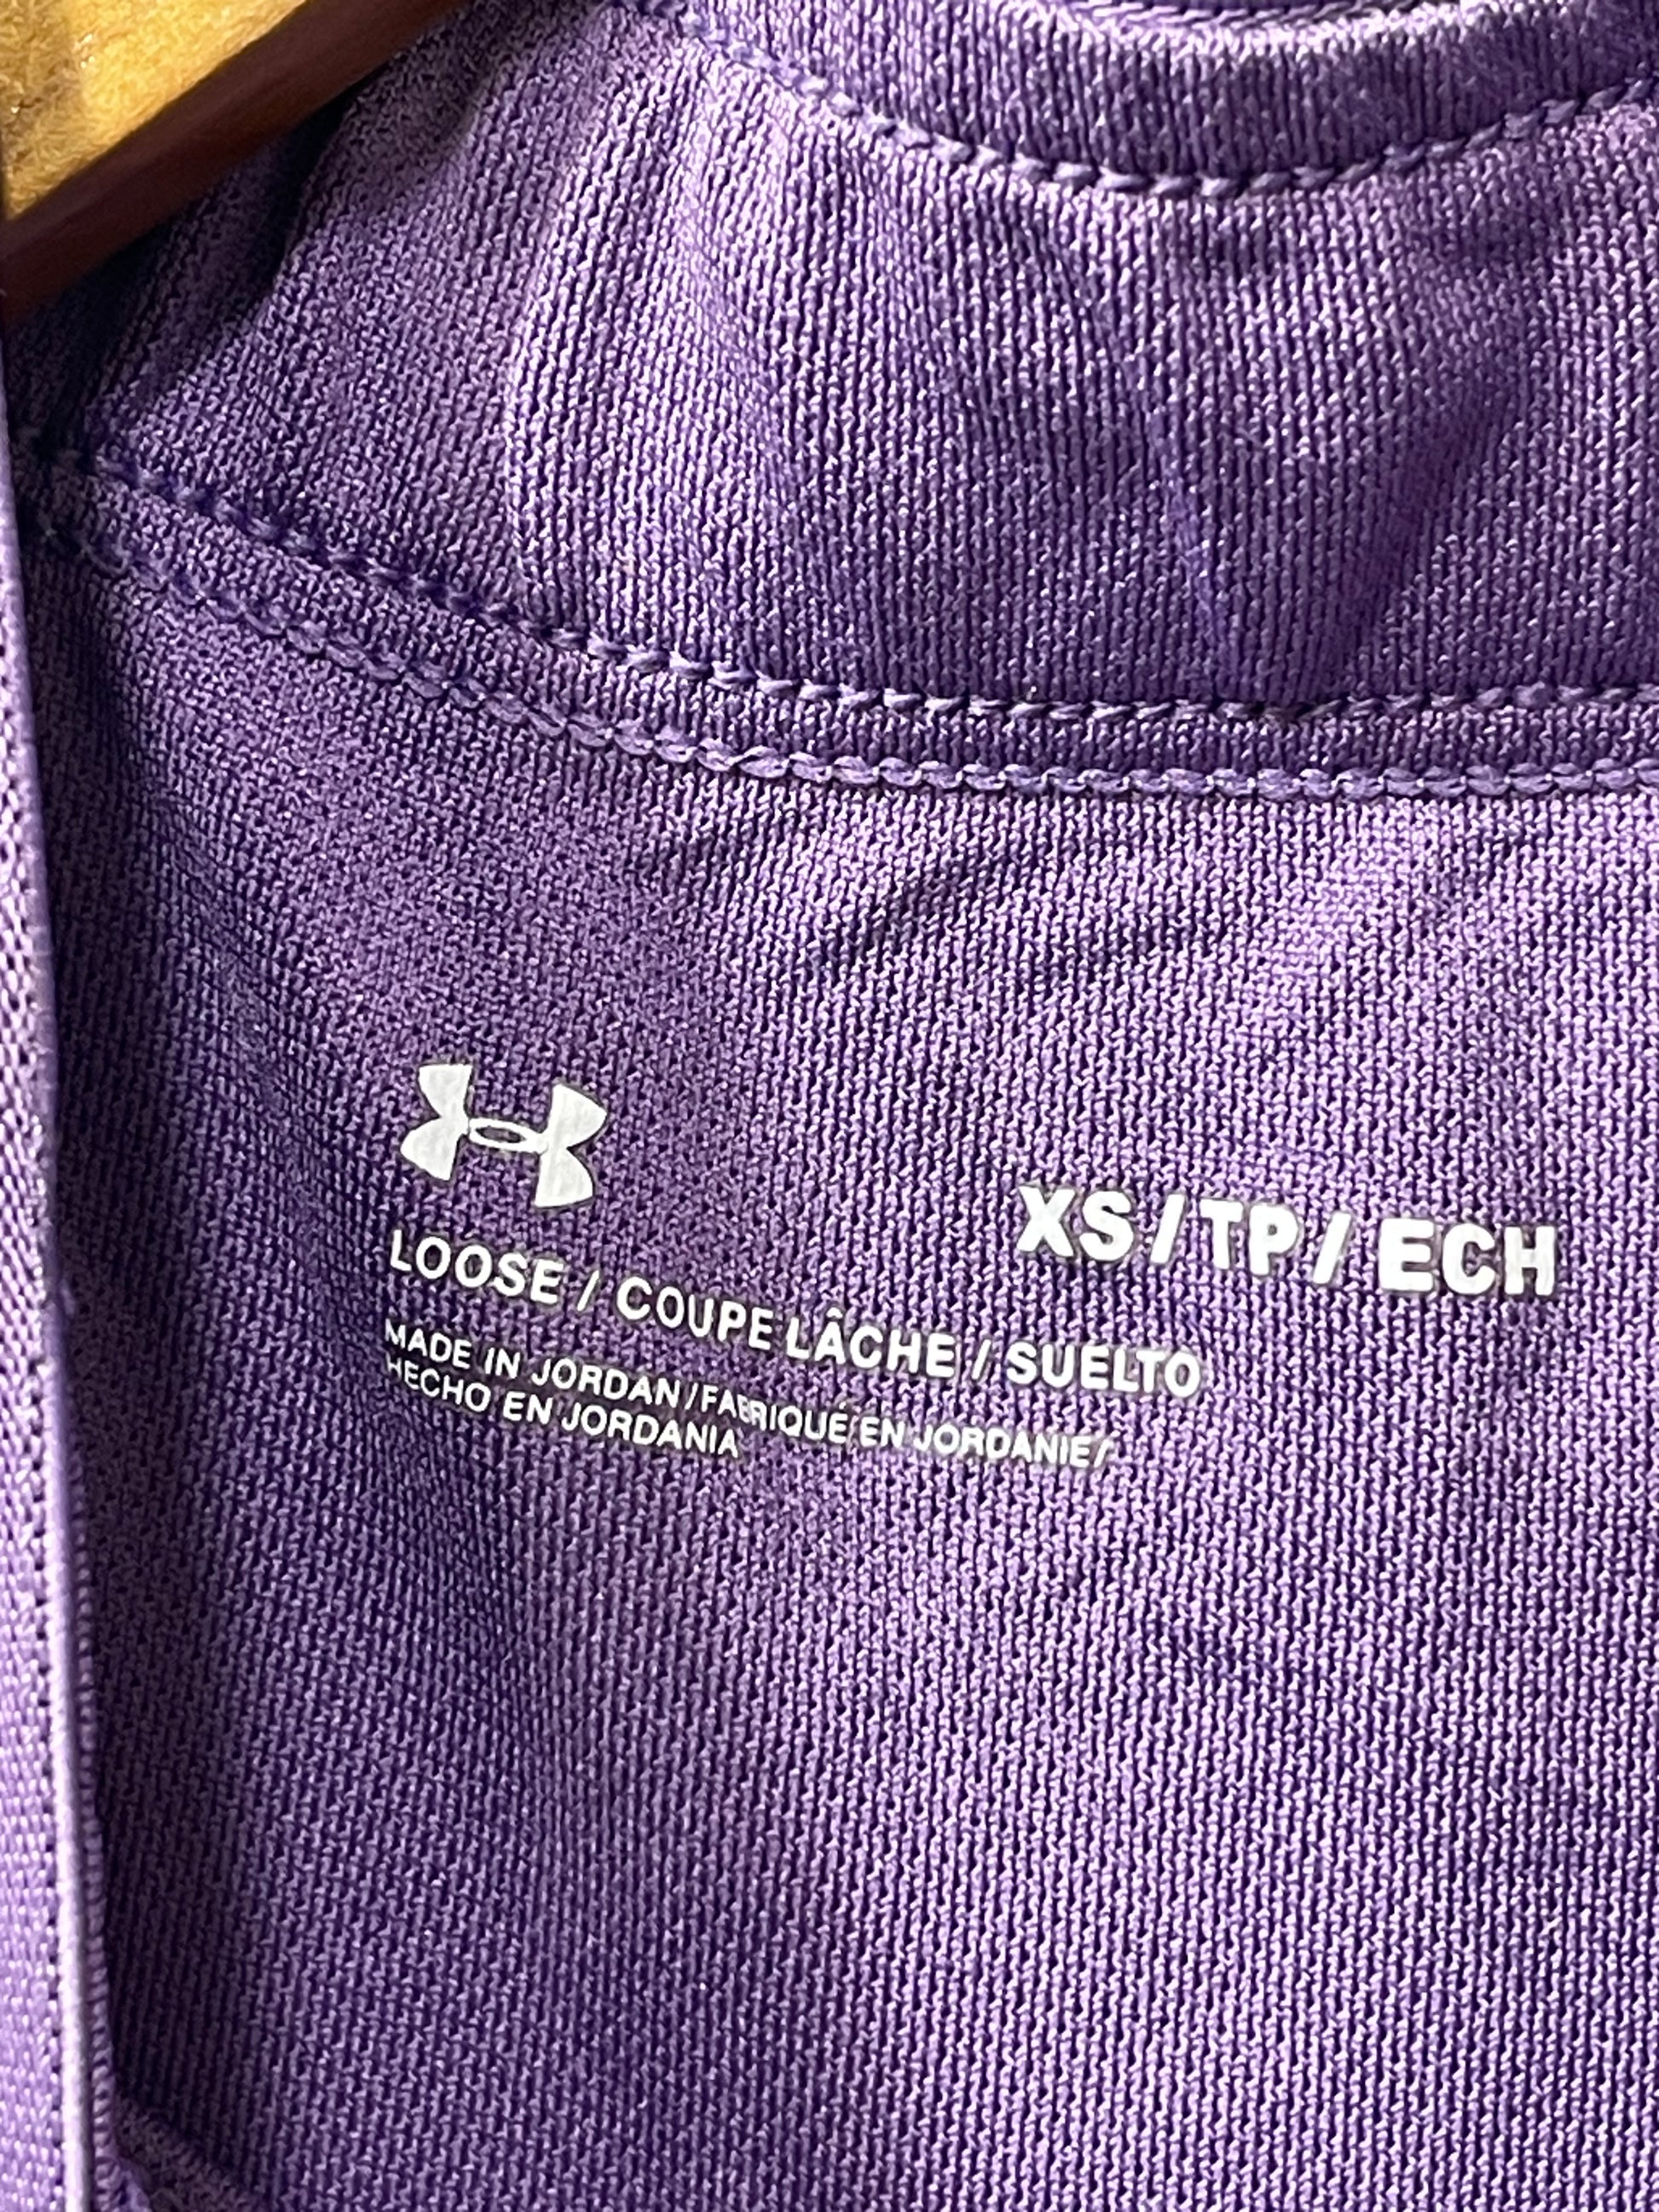 XS / TP / ECH
LOOSE / COUPE LÂCHE / SUELTO
MADE IN JORDAN / FABRIQUÉ EN JORDANIE /
HECHO EN JORDANIA